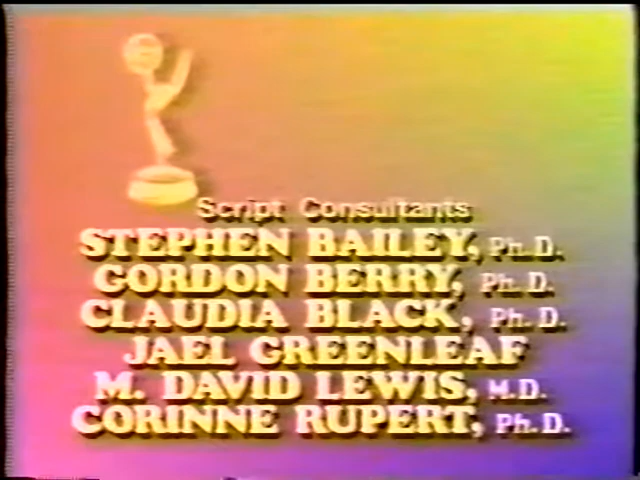 Script Consultants
STEPHEN BAILEY, Ph.D.
GORDON BERRY, Ph.D.
CLAUDIA BLACK, Ph.D.
JAEL GREENLEAF
M. DAVID LEWIS, M.D.
CORINNE RUPERT, Ph.D.